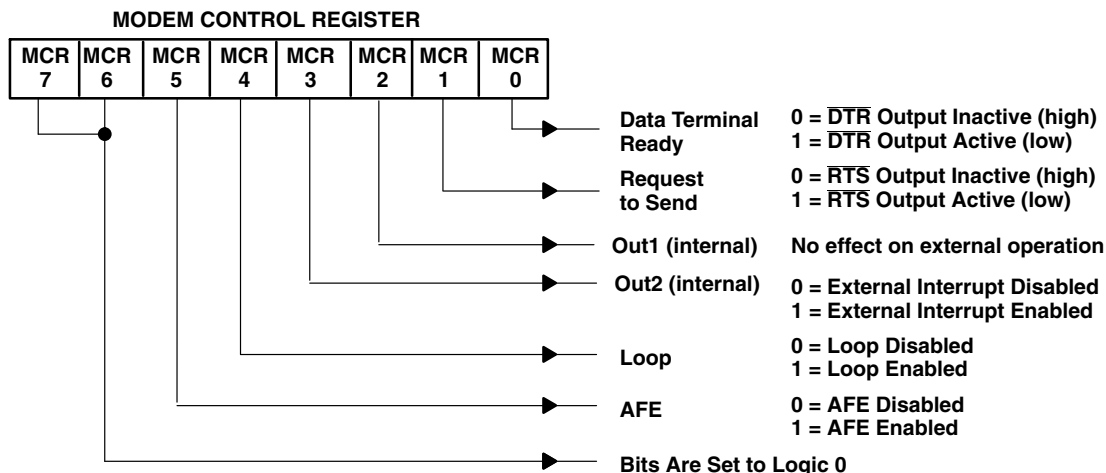 MODEM CONTROL REGISTER
MCR 7 MCR 6 MCR 5 MCR 4 MCR 3 MCR 2 MCR 1 MCR 0
Data Terminal Ready
0 = D̅T̅R̅ Output Inactive (high)
1 = D̅T̅R̅ Output Active (low)
Request to Send
0 = R̅T̅S̅ Output Inactive (high)
1 = R̅T̅S̅ Output Active (low)
Out1 (internal)
No effect on external operation
Out2 (internal)
0 = External Interrupt Disabled
1 = External Interrupt Enabled
Loop
0 = Loop Disabled
1 = Loop Enabled
AFE
0 = AFE Disabled
1 = AFE Enabled
Bits Are Set to Logic 0